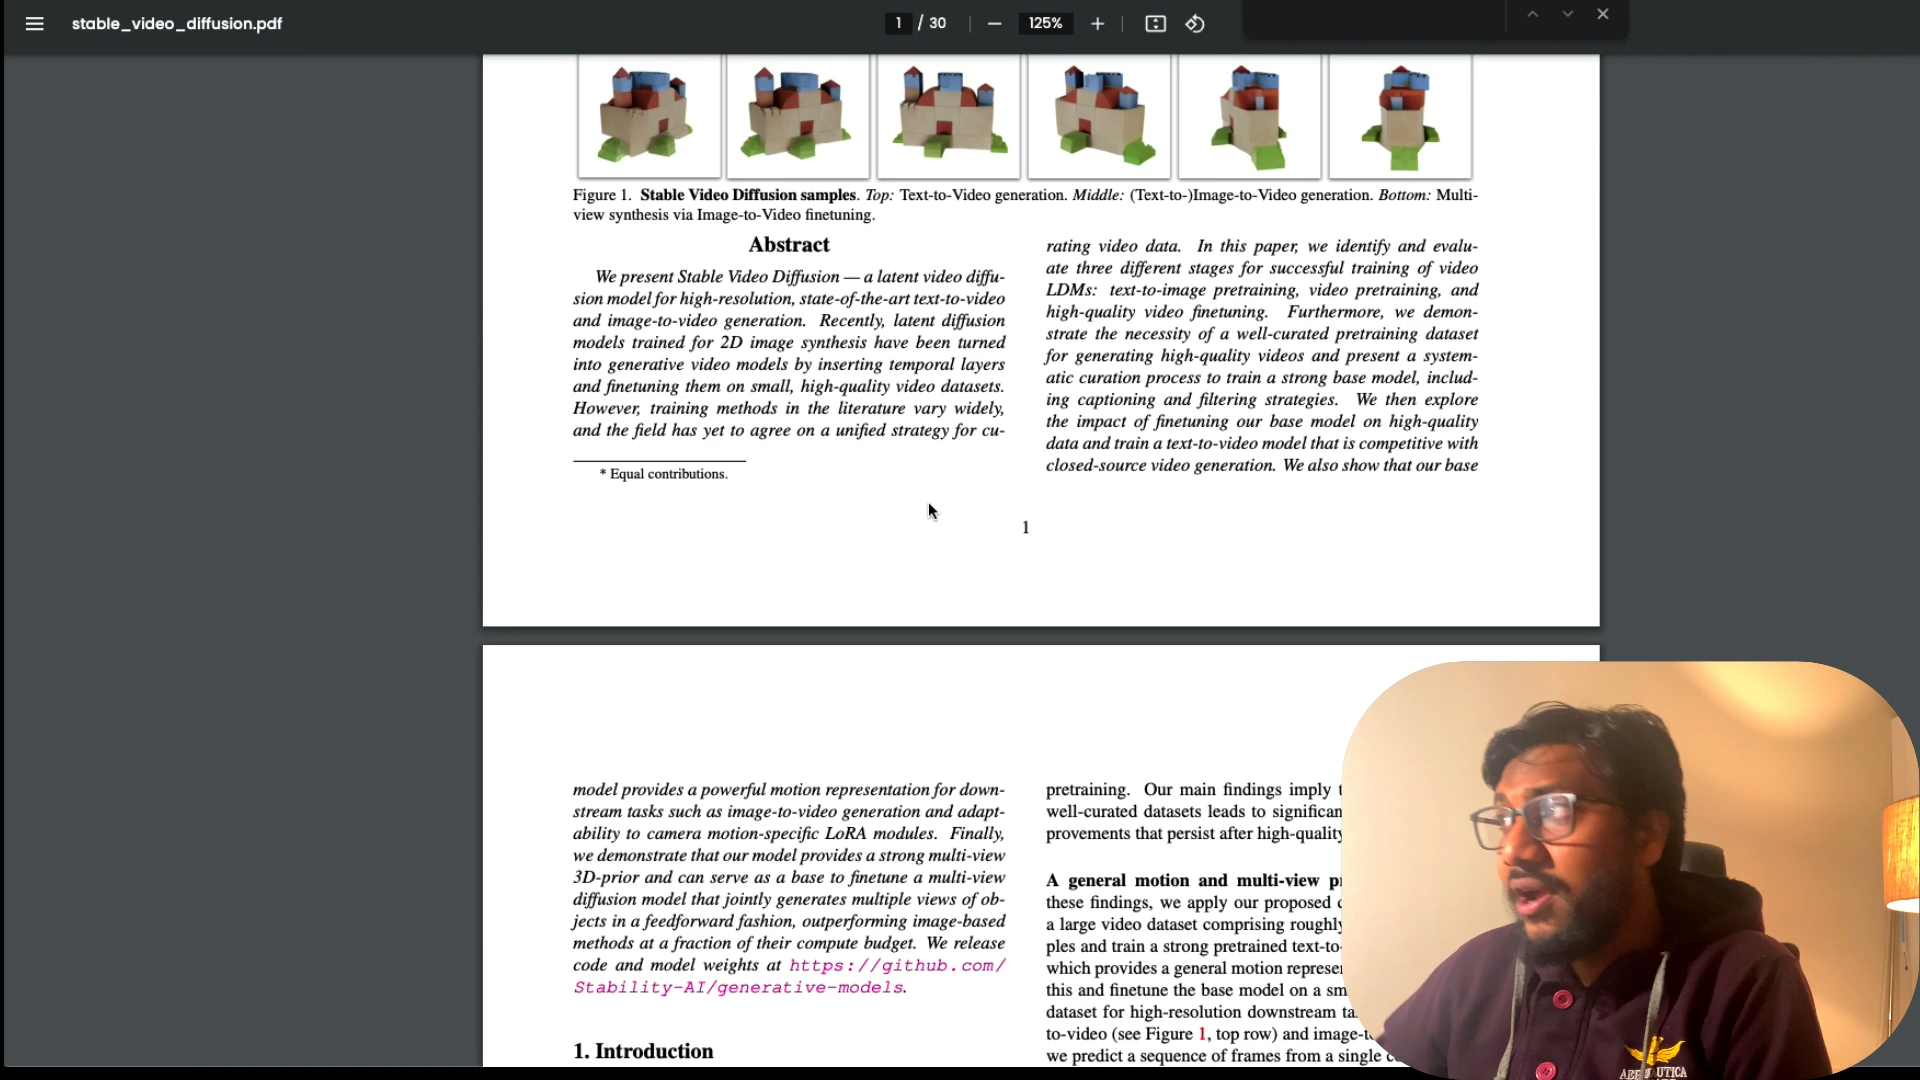 stable_video_diffusion.pdf
1 / 30
125%
Figure 1. Stable Video Diffusion samples. Top: Text-to-Video generation. Middle: (Text-to-)Image-to-Video generation. Bottom: Multi-
view synthesis via Image-to-Video finetuning.
Abstract
We present Stable Video Diffusion — a latent video diffu-
sion model for high-resolution, state-of-the-art text-to-video
and image-to-video generation. Recently, latent diffusion
models trained for 2D image synthesis have been turned
into generative video models by inserting temporal layers
and finetuning them on small, high-quality video datasets.
However, training methods in the literature vary widely,
and the field has yet to agree on a unified strategy for cu-
* Equal contributions.
rating video data. In this paper, we identify and evalu-
ate three different stages for successful training of video
LDMs: text-to-image pretraining, video pretraining, and
high-quality video finetuning. Furthermore, we demon-
strate the necessity of a well-curated pretraining dataset
for generating high-quality videos and present a system-
atic curation process to train a strong base model, includ-
ing captioning and filtering strategies. We then explore
the impact of finetuning our base model on high-quality
data and train a text-to-video model that is competitive with
closed-source video generation. We also show that our base
1
model provides a powerful motion representation for down-
stream tasks such as image-to-video generation and adapt-
ability to camera motion-specific LoRA modules. Finally,
we demonstrate that our model provides a strong multi-view
3D-prior and can serve as a base to finetune a multi-view
diffusion model that jointly generates multiple views of ob-
jects in a feedforward fashion, outperforming image-based
methods at a fraction of their compute budget. We release
code and model weights at https://github.com/
Stability-AI/generative-models.
1. Introduction
pretraining. Our main findings imply
well-curated datasets leads to significan
provements that persist after high-quality
A general motion and multi-view p
these findings, we apply our proposed
a large video dataset comprising roughly
ples and train a strong pretrained text-to-
which provides a general motion represe
this and finetune the base model on a sm
dataset for high-resolution downstream ta
to-video (see Figure 1, top row) and image-t
we predict a sequence of frames from a single